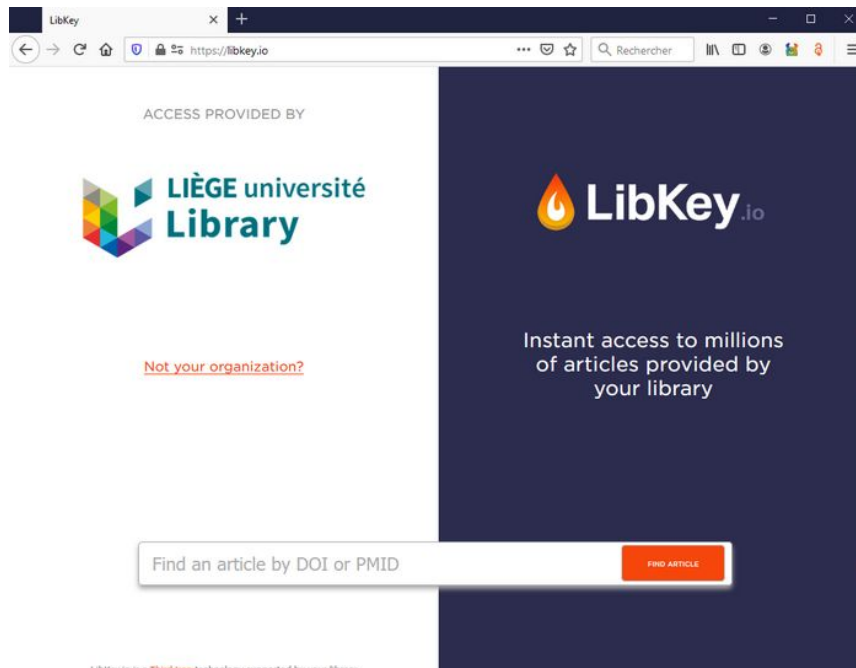 LibKey
https://libkey.io
Rechercher
ACCESS PROVIDED BY
LIÈGE université
Library
LibKey.io
Not your organization?
Instant access to millions
of articles provided by
your library
Find an article by DOI or PMID
FIND ARTICLE